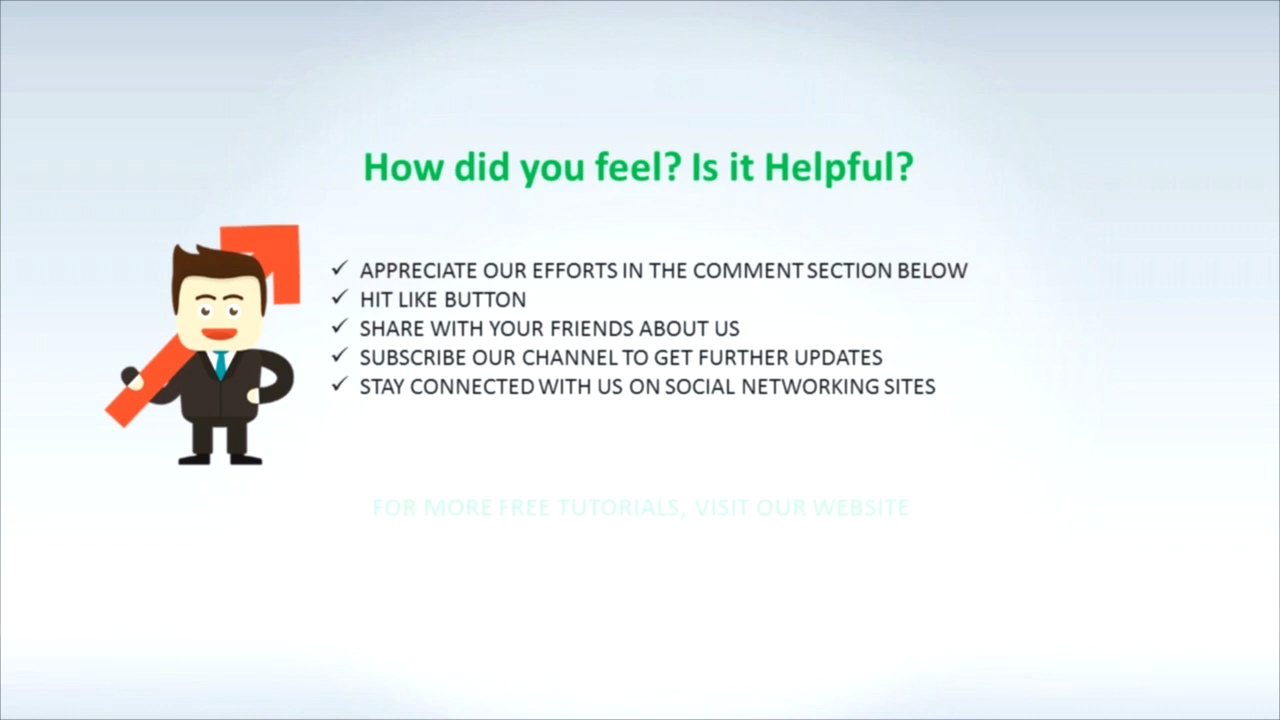 How did you feel? Is it Helpful?
✓ APPRECIATE OUR EFFORTS IN THE COMMENT SECTION BELOW
✓ HIT LIKE BUTTON
✓ SHARE WITH YOUR FRIENDS ABOUT US
✓ SUBSCRIBE OUR CHANNEL TO GET FURTHER UPDATES
✓ STAY CONNECTED WITH US ON SOCIAL NETWORKING SITES
FOR MORE FREE TUTORIALS, VISIT OUR WEBSITE